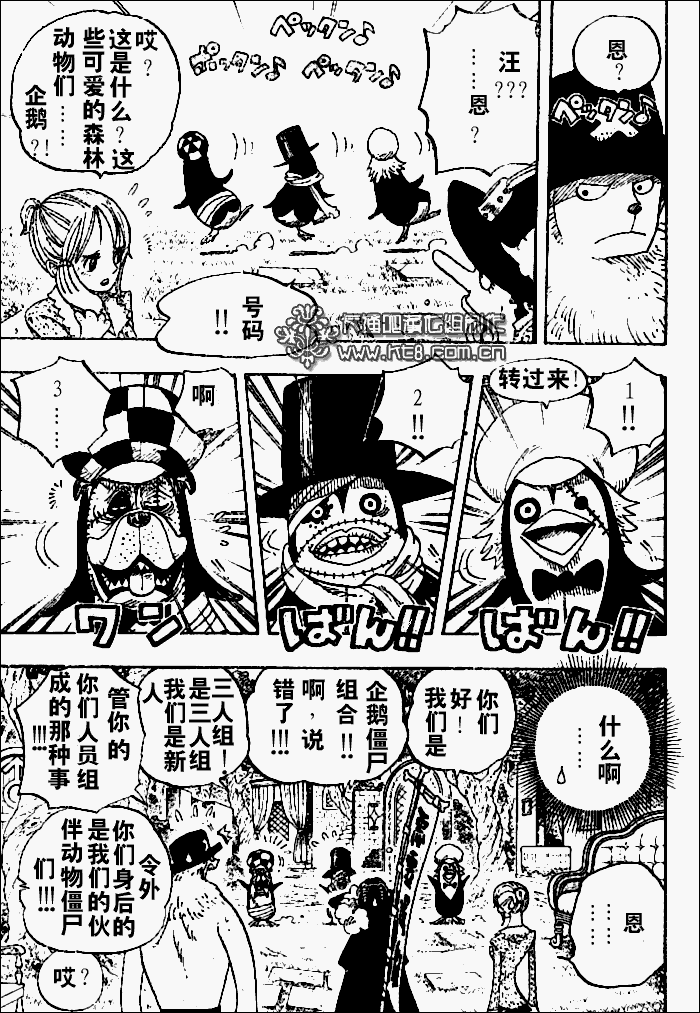 恩?
ペッタン♪
汪
???
……恩?
ペッタン♪
ペッタン♪
ペッタン♪
哎?
这是什么?这
些可爱的森林
动物们……
企鹅?!
号码
!!
www.kc8.com.cn
转过来!
1!!
ばん!!
2!!
ばん!!
啊
3……
ワン
什么啊
……
……恩
你们
好!
我们是
企鹅僵尸
组合!!
啊,说
错了!!!
三人组!
是三人组
我们是新
人
管你的
你们人员组
成的那种事
!!!!
令外
你们身后的
是我们的伙
伴动物僵尸
们!!!
哎?